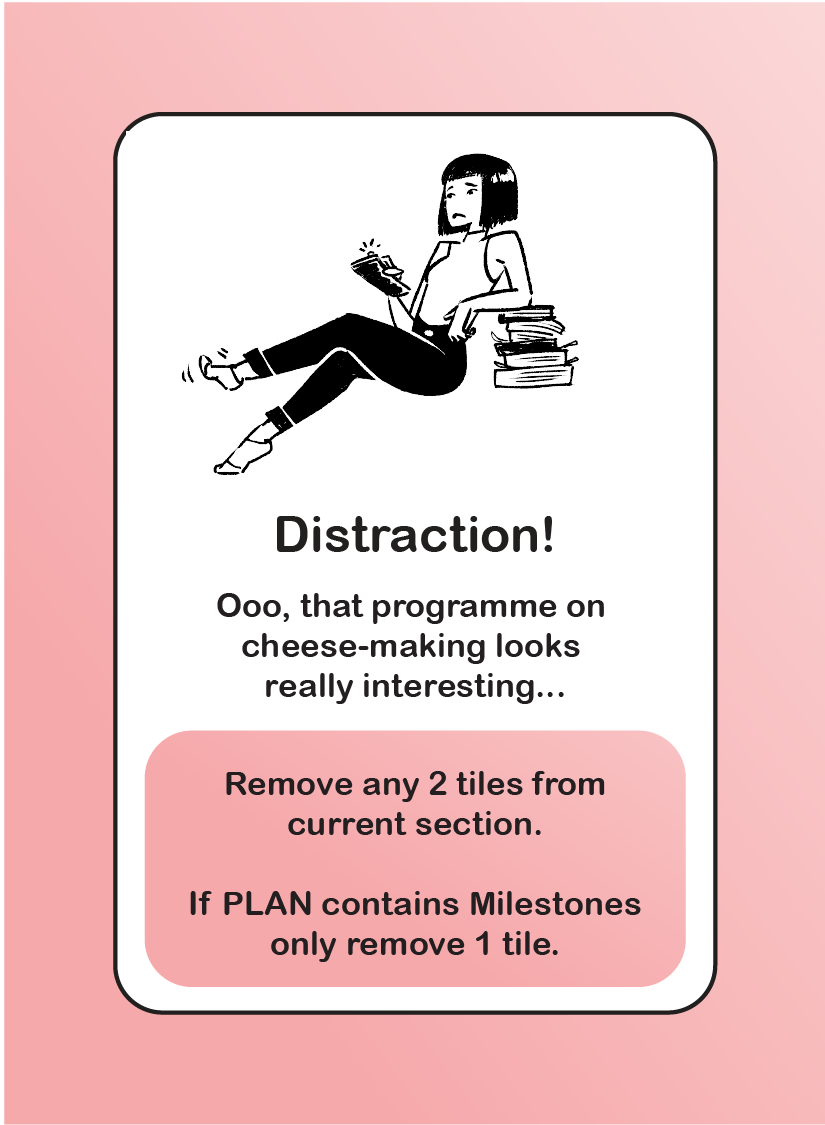 Distraction!
Ooo, that programme on
cheese-making looks
really interesting...
Remove any 2 tiles from
current section.
If PLAN contains Milestones
only remove 1 tile.